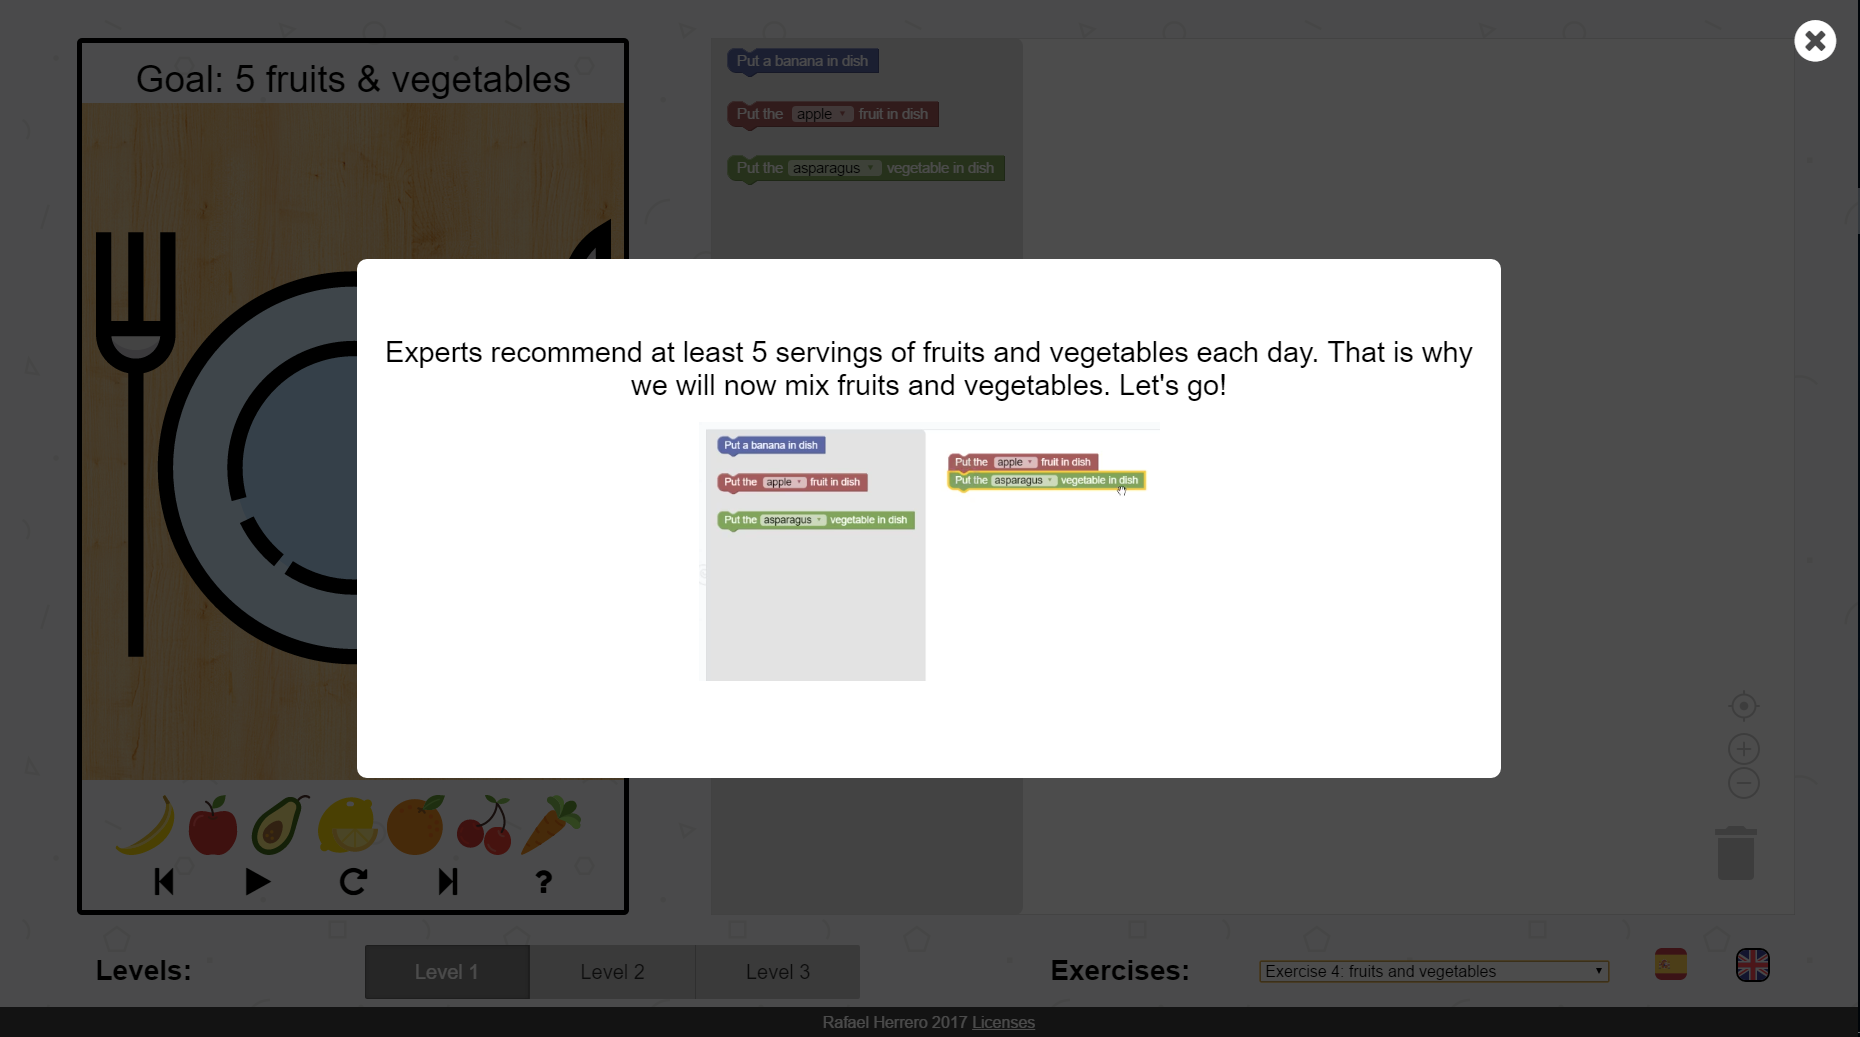 Goal: 5 fruits & vegetables
Put a banana in dish
Put the apple fruit in dish
Put the asparagus vegetable in dish
Experts recommend at least 5 servings of fruits and vegetables each day. That is why
we will now mix fruits and vegetables. Let's go!
Put a banana in dish
Put the apple fruit in dish
Put the asparagus vegetable in dish
Put the apple fruit in dish
Put the asparagus vegetable in dish
?
Levels:
Level 1
Level 2
Level 3
Exercises:
Exercise 4: fruits and vegetables
Rafael Herrero 2017 Licenses